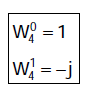 W₄⁰ = 1
W₄¹ = −j